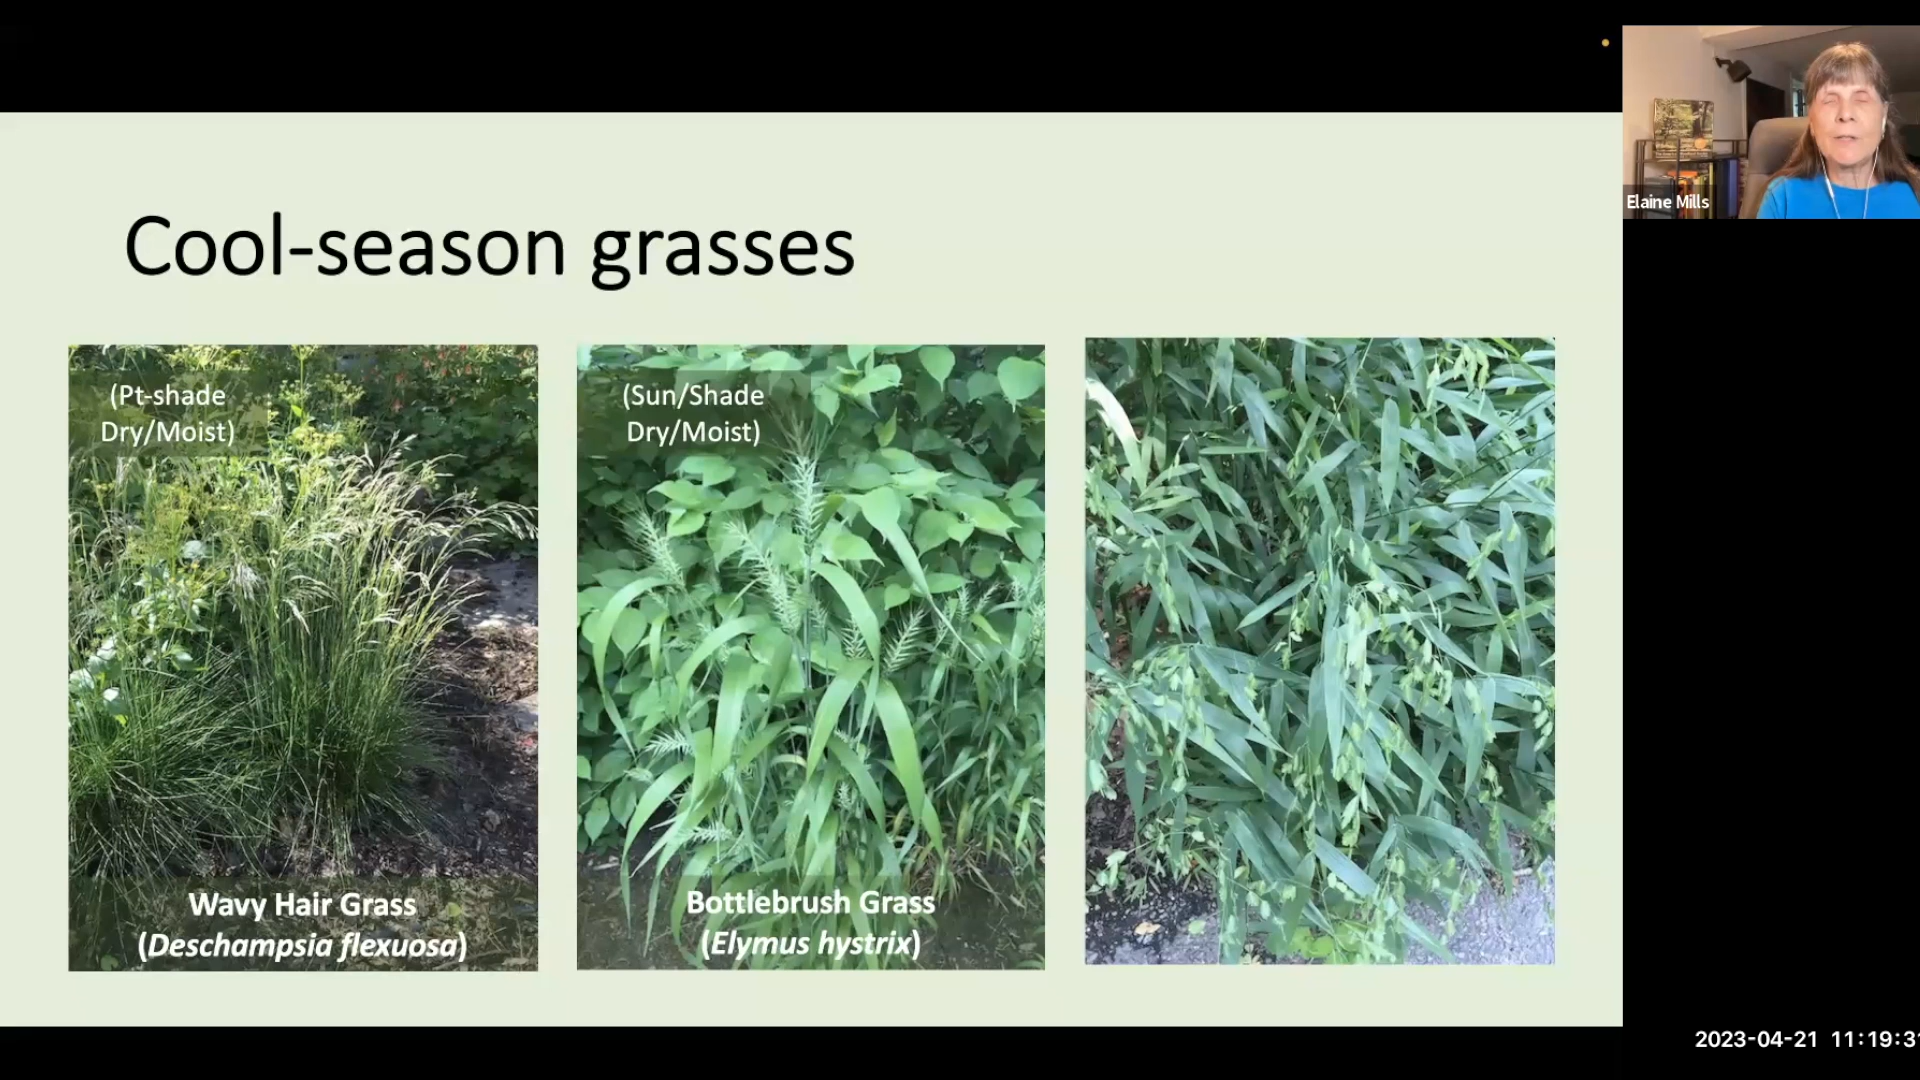 Elaine Mills
Cool-season grasses
(Pt-shade
Dry/Moist)
(Sun/Shade
Dry/Moist)
Wavy Hair Grass
(Deschampsia flexuosa)
Bottlebrush Grass
(Elymus hystrix)
2023-04-21 11:19:31